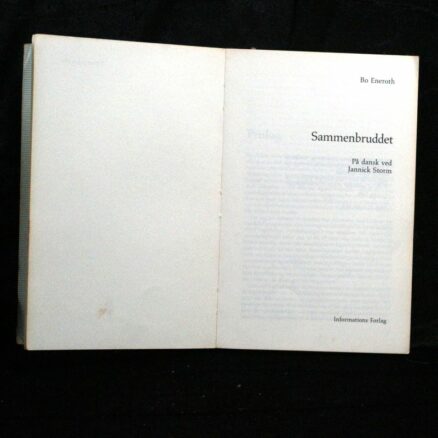 Bo Eneroth
Sammenbruddet
På dansk ved
Jannick Storm
Informations Forlag